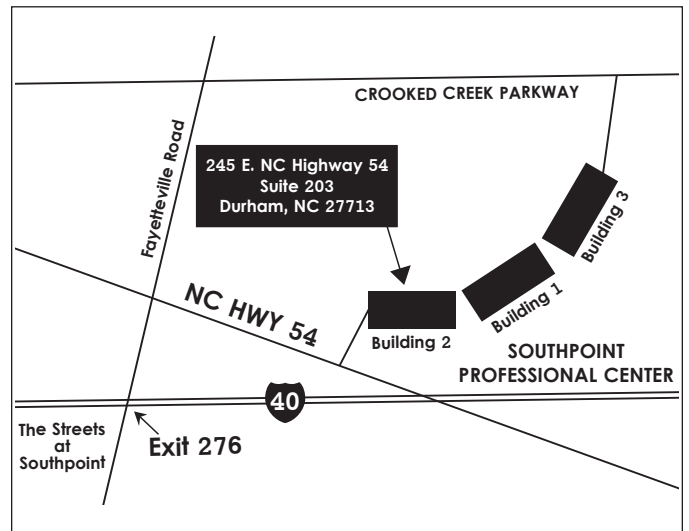 CROOKED CREEK PARKWAY
Fayetteville Road
245 E. NC Highway 54
Suite 203
Durham, NC 27713
Building 3
Building 1
NC HWY 54
Building 2
SOUTHPOINT
PROFESSIONAL CENTER
40
The Streets
at
Southpoint
Exit 276